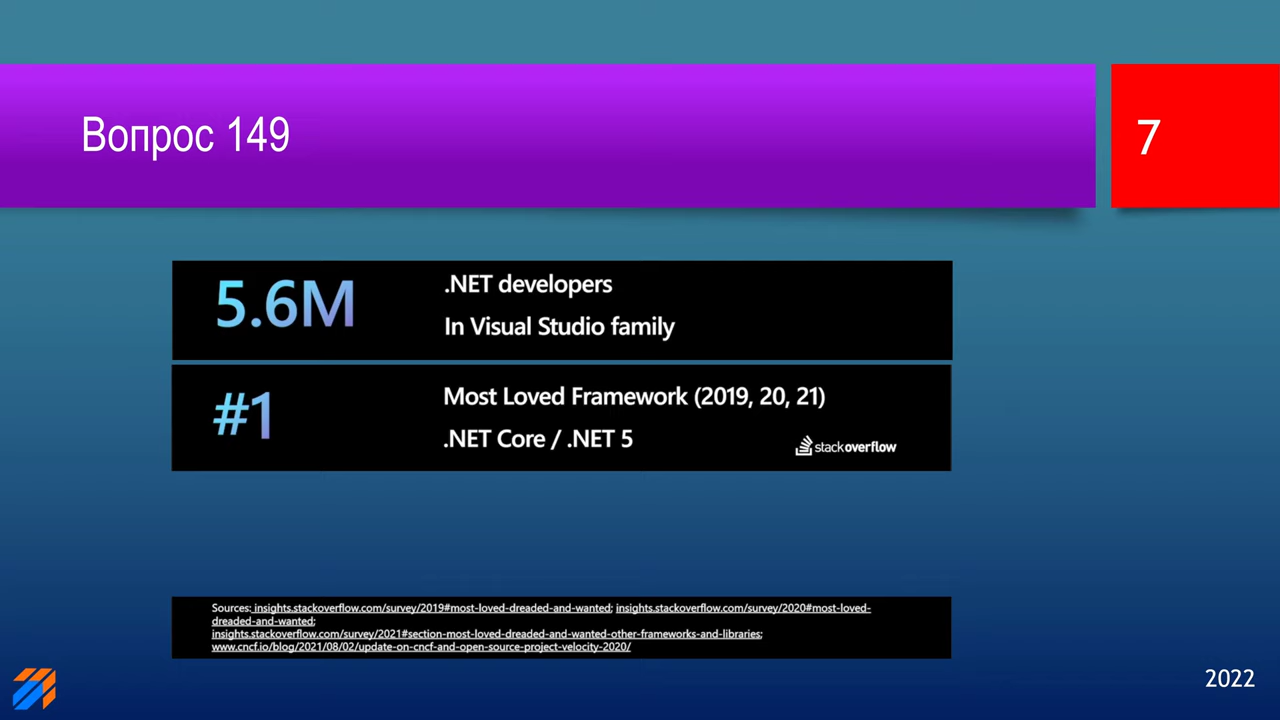 Вопрос 149
7
5.6M
.NET developers
In Visual Studio family
#1
Most Loved Framework (2019, 20, 21)
.NET Core / .NET 5
stackoverflow
Sources: insights.stackoverflow.com/survey/2019#most-loved-dreaded-and-wanted; insights.stackoverflow.com/survey/2020#most-loved-
dreaded-and-wanted;
insights.stackoverflow.com/survey/2021#section-most-loved-dreaded-and-wanted-other-frameworks-and-libraries;
www.cncf.io/blog/2021/08/02/update-on-cncf-and-open-source-project-velocity-2020/
2022